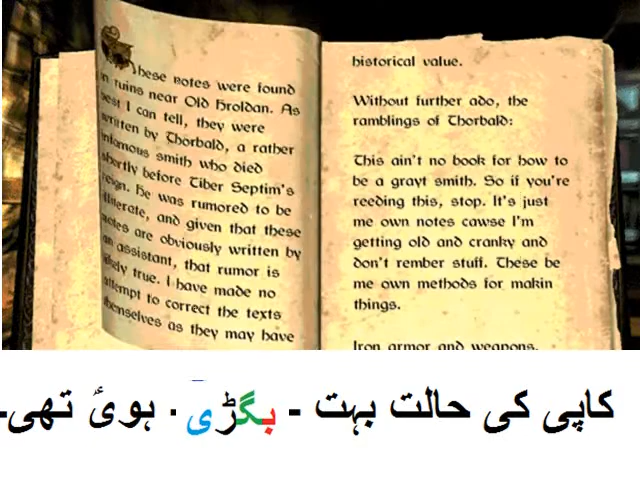 These notes were found
in ruins near Old Hroldan. As
best I can tell, they were
written by Thorbald, a rather
infamous smith who died
shortly before Tiber Septim's
reign. He was rumored to be
illiterate, and given that these
notes are obviously written by
an assistant, that rumor is
likely true. I have made no
attempt to correct the texts
themselves as they may have
historical value.
Without further ado, the
ramblings of Thorbald:
This ain't no book for how to
be a grayt smith. So if you're
reeding this, stop. It's just
me own notes cawse I'm
getting old and cranky and
don't rember stuff. These be
me own methods for makin
things.
Iron armor and weapons.
کاپی کی حالت بہت - بگڑی - ہوئی تھی-